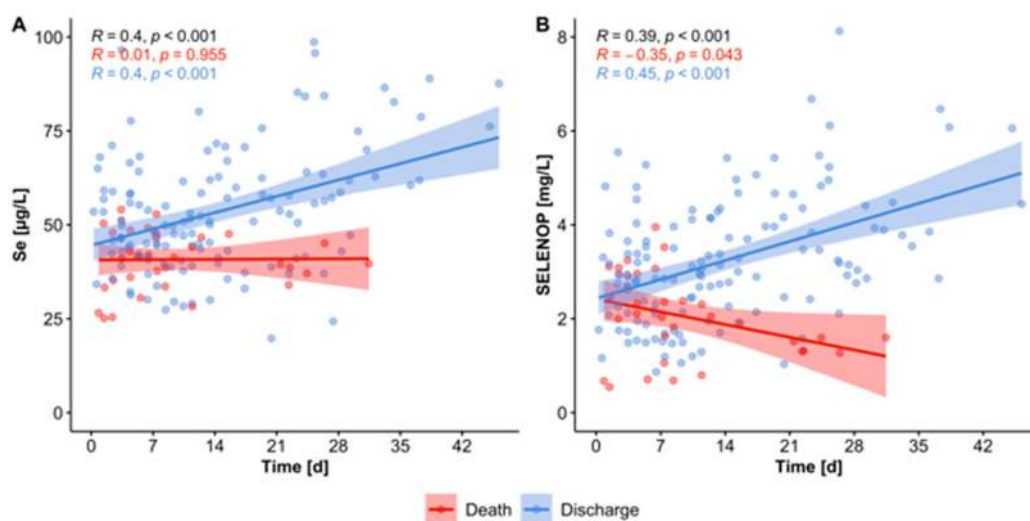 A
R = 0.4, p < 0.001
R = 0.01, p = 0.955
R = 0.4, p < 0.001
100
75
50
25
0
Se [µg/L]
0 7 14 21 28 35 42
Time [d]
B
R = 0.39, p < 0.001
R = −0.35, p = 0.043
R = 0.45, p < 0.001
8
6
4
2
0
SELENOP [mg/L]
0 7 14 21 28 35 42
Time [d]
Death Discharge